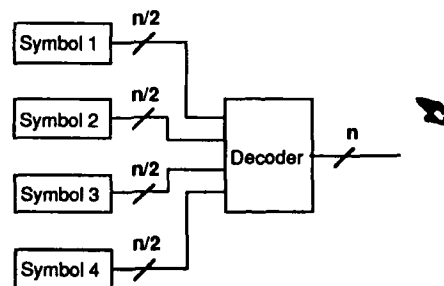 n/2
Symbol 1
n/2
Symbol 2
n
Decoder
n/2
Symbol 3
n/2
Symbol 4